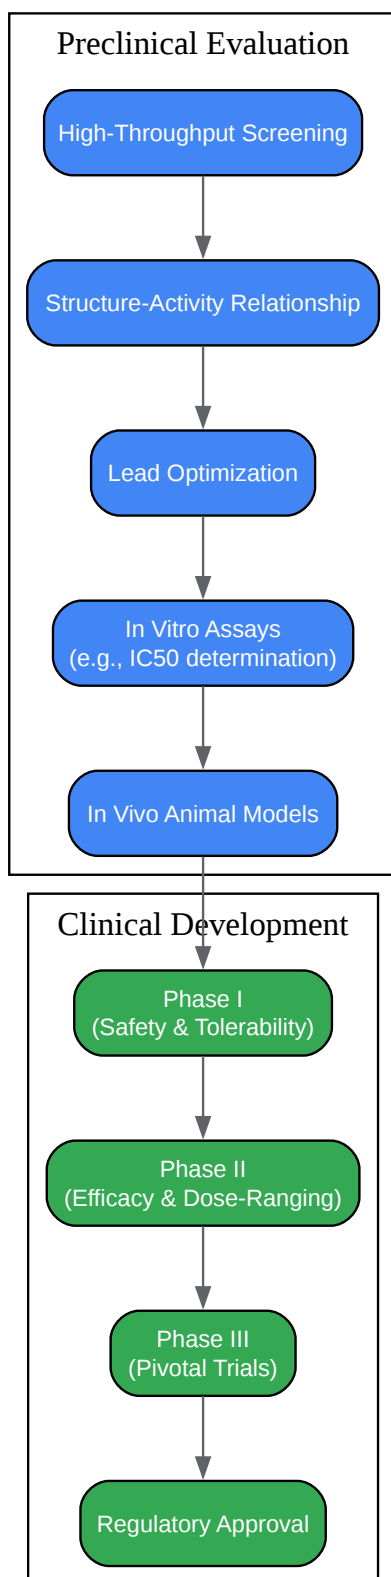 Preclinical Evaluation
High-Throughput Screening
Structure-Activity Relationship
Lead Optimization
In Vitro Assays
(e.g., IC50 determination)
In Vivo Animal Models
Clinical Development
Phase I
(Safety & Tolerability)
Phase II
(Efficacy & Dose-Ranging)
Phase III
(Pivotal Trials)
Regulatory Approval